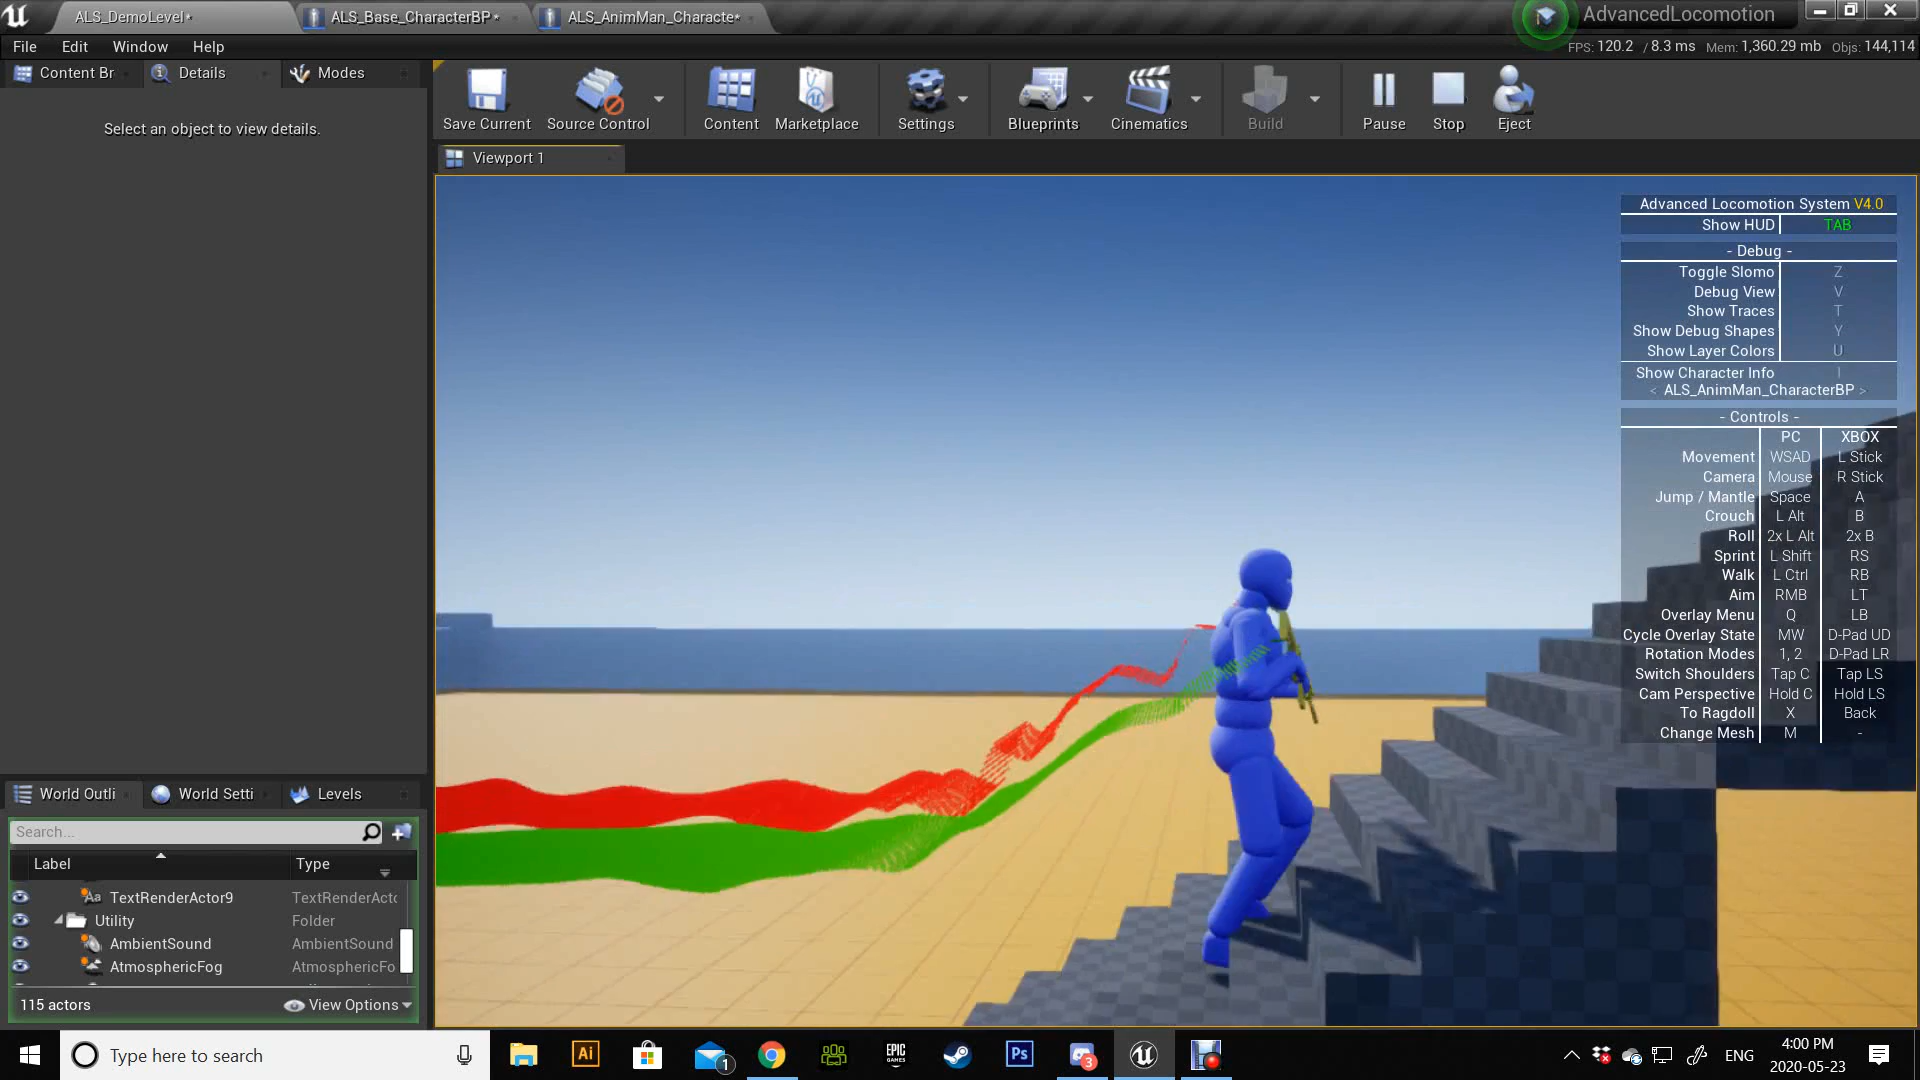 ALS_DemoLevel*
ALS_Base_CharacterBP*
ALS_AnimMan_Characte*
AdvancedLocomotion
File Edit Window Help
FPS: 120.2 / 8.3 ms Mem: 1,360.29 mb Objs: 144,114
Content Br
Details
Modes
Select an object to view details.
Save Current
Source Control
Content
Marketplace
Settings
Blueprints
Cinematics
Build
Pause
Stop
Eject
Viewport 1
Advanced Locomotion System V4.0
Show HUD TAB
- Debug -
Toggle Slomo Z
Debug View V
Show Traces T
Show Debug Shapes Y
Show Layer Colors U
Show Character Info I
< ALS_AnimMan_CharacterBP >
- Controls -
PC XBOX
Movement WSAD L Stick
Camera Mouse R Stick
Jump / Mantle Space A
Crouch L Alt B
Roll 2x L Alt 2x B
Sprint L Shift RS
Walk L Ctrl RB
Aim RMB LT
Overlay Menu Q LB
Cycle Overlay State MW D-Pad UD
Rotation Modes 1, 2 D-Pad LR
Switch Shoulders Tap C Tap LS
Cam Perspective Hold C Hold LS
To Ragdoll X Back
Change Mesh M -
World Outli
World Setti
Levels
Search...
Label Type
TextRenderActor9 TextRenderActo
Utility Folder
AmbientSound AmbientSound
AtmosphericFog AtmosphericFo
115 actors
View Options
Type here to search
Ai
1
EPIC
GAMES
Ps
3
ENG
4:00 PM
2020-05-23